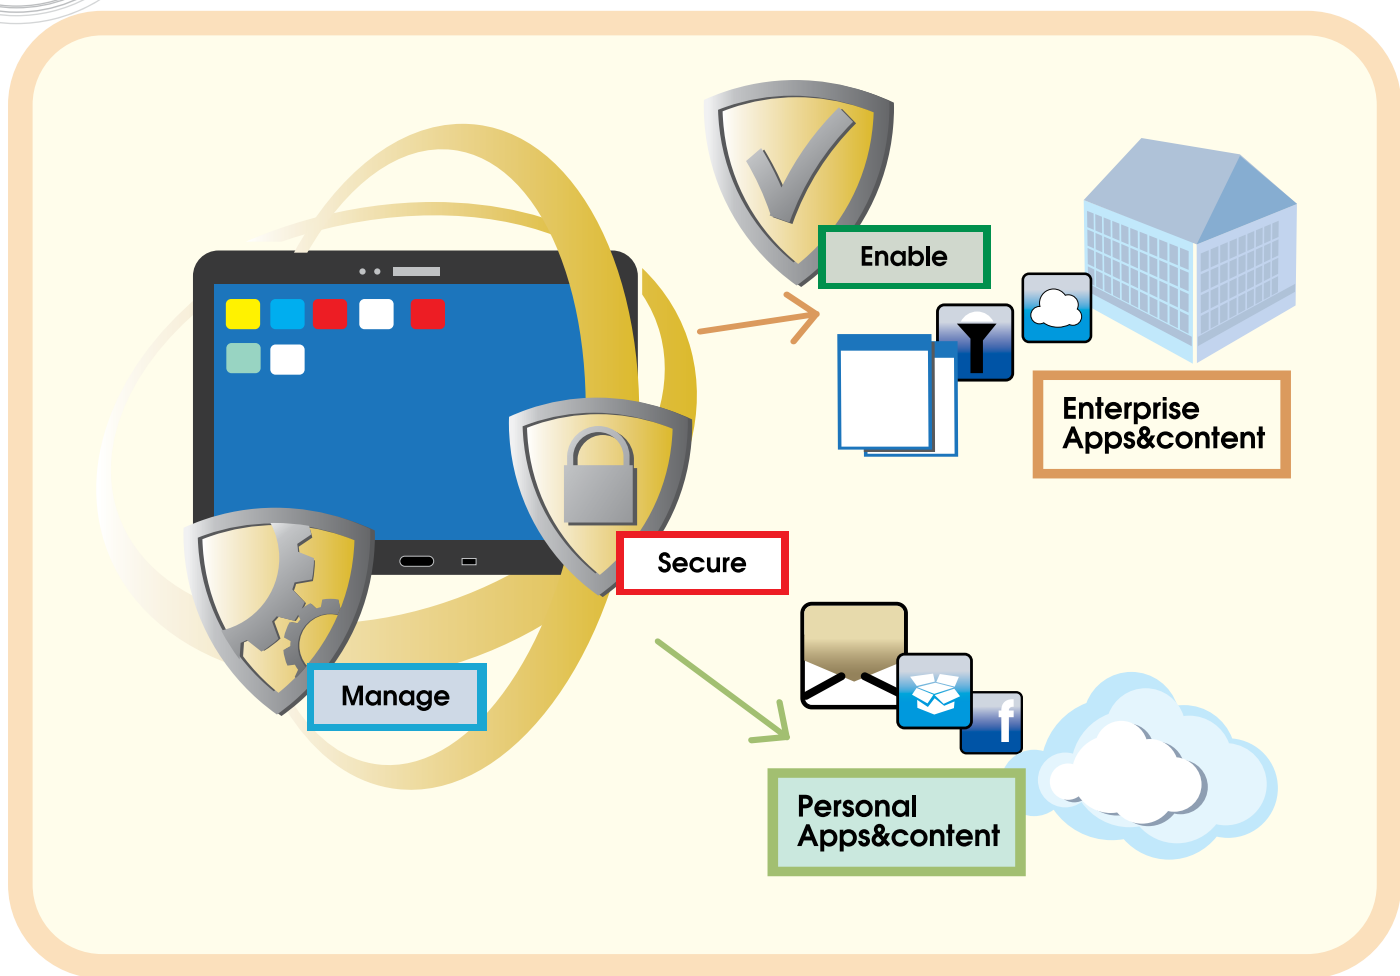 Enable
Enterprise
Apps&content
Secure
Manage
f
Personal
Apps&content